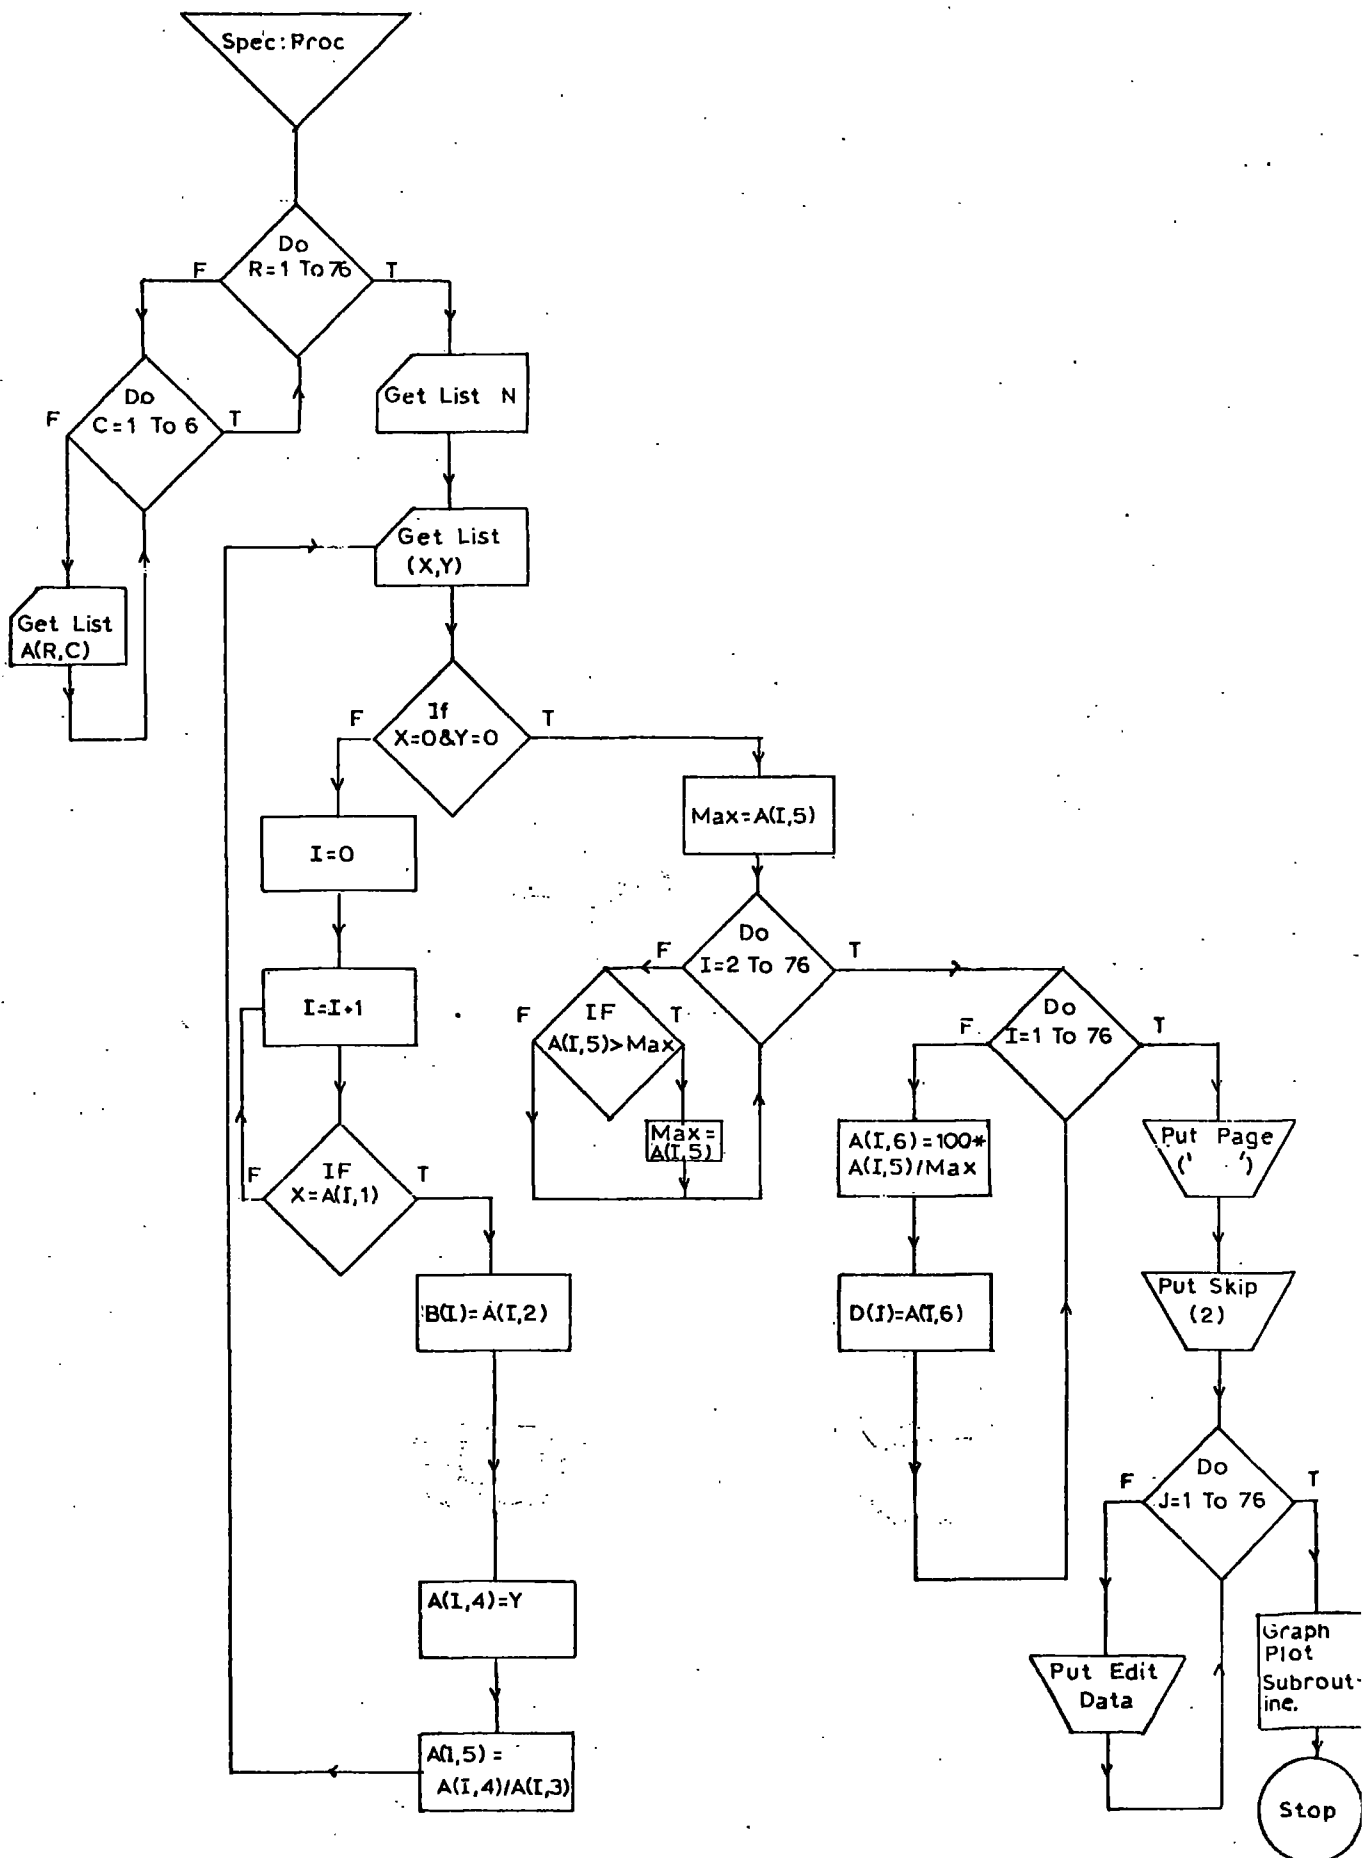 Spec:Proc
Do
R=1 To 76
F
T
Do
C=1 To 6
F
T
Get List
A(R,C)
Get List N
Get List
(X,Y)
If
X=0&Y=0
F
T
I=0
I=I+1
IF
X=A(I,1)
F
T
B(I)=A(I,2)
A(I,4)=Y
A(I,5)=
A(I,4)/A(I,3)
Max=A(I,5)
Do
I=2 To 76
F
T
IF
A(I,5)>Max
F
T
Max=
A(I,5)
Do
I=1 To 76
F
T
A(I,6)=100*
A(I,5)/Max
D(I)=A(I,6)
Put Page
(' ')
Put Skip
(2)
Do
J=1 To 76
F
T
Put Edit
Data
Graph
Plot
Subrout-
ine.
Stop